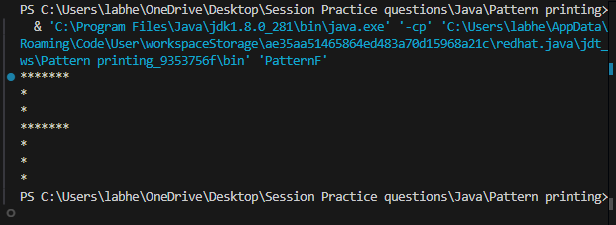 PS C:\Users\labhe\OneDrive\Desktop\Session Practice questions\Java\Pattern printing>
& 'C:\Program Files\Java\jdk1.8.0_281\bin\java.exe' '-cp' 'C:\Users\labhe\AppData\
Roaming\Code\User\workspaceStorage\ae35aa51465864ed483a70d15968a21c\redhat.java\jdt_
ws\Pattern printing_9353756f\bin' 'PatternF'
*******
*
*
*******
*
*
*
PS C:\Users\labhe\OneDrive\Desktop\Session Practice questions\Java\Pattern printing>